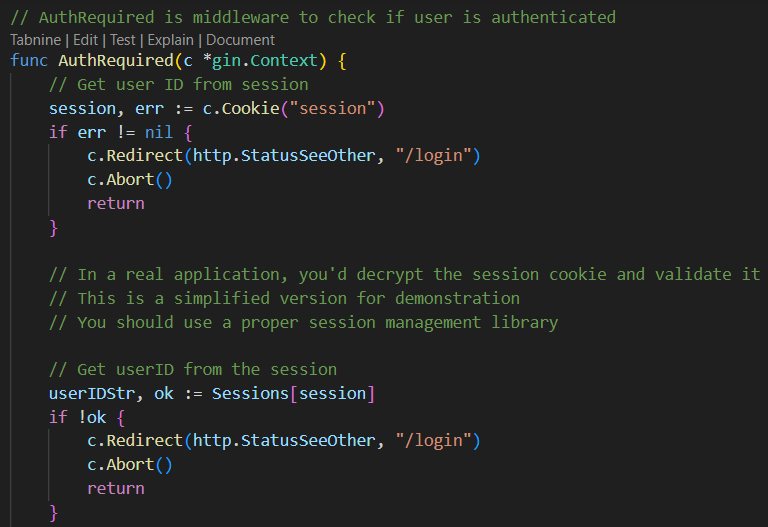 // AuthRequired is middleware to check if user is authenticated
Tabnine | Edit | Test | Explain | Document
func AuthRequired(c *gin.Context) {
// Get user ID from session
session, err := c.Cookie("session")
if err != nil {
c.Redirect(http.StatusSeeOther, "/login")
c.Abort()
return
}
// In a real application, you'd decrypt the session cookie and validate it
// This is a simplified version for demonstration
// You should use a proper session management library
// Get userID from the session
userIDStr, ok := Sessions[session]
if !ok {
c.Redirect(http.StatusSeeOther, "/login")
c.Abort()
return
}